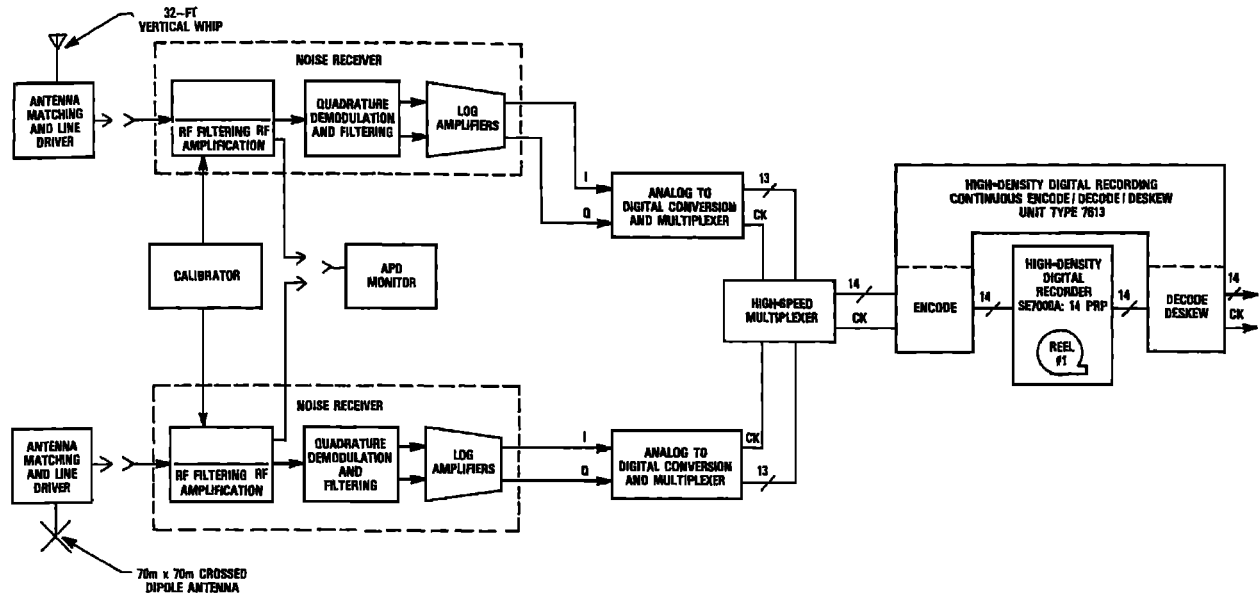 32-FT
VERTICAL WHIP
NOISE RECEIVER
ANTENNA
MATCHING
AND LINE
DRIVER
RF FILTERING RF
AMPLIFICATION
QUADRATURE
DEMODULATION
AND FILTERING
LOG
AMPLIFIERS
I
Q
ANALOG TO
DIGITAL CONVERSION
AND MULTIPLEXER
13
CK
HIGH-DENSITY DIGITAL RECORDING
CONTINUOUS ENCODE/DECODE/DESKEW
UNIT TYPE 7613
CALIBRATOR
APD
MONITOR
HIGH-SPEED
MULTIPLEXER
14
CK
ENCODE
14
HIGH-DENSITY
DIGITAL
RECORDER
SE7000A: 14 PRP
REEL
#1
14
DECODE
DESKEW
14
CK
NOISE RECEIVER
ANTENNA
MATCHING
AND LINE
DRIVER
RF FILTERING RF
AMPLIFICATION
QUADRATURE
DEMODULATION
AND
FILTERING
LOG
AMPLIFIERS
I
Q
ANALOG TO
DIGITAL CONVERSION
AND MULTIPLEXER
CK
13
70m x 70m CROSSED
DIPOLE ANTENNA